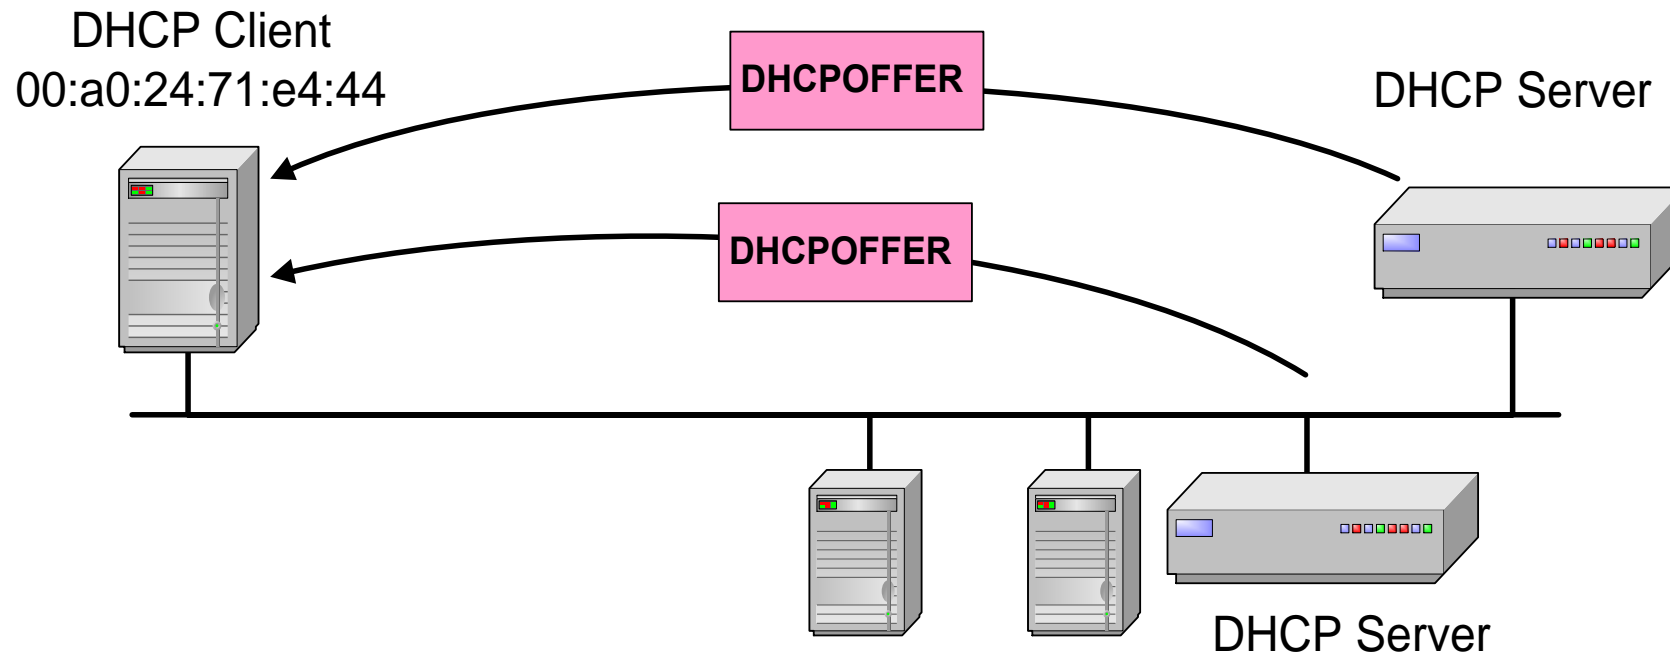 DHCP Client
00:a0:24:71:e4:44
DHCPOFFER
DHCP Server
DHCPOFFER
DHCP Server